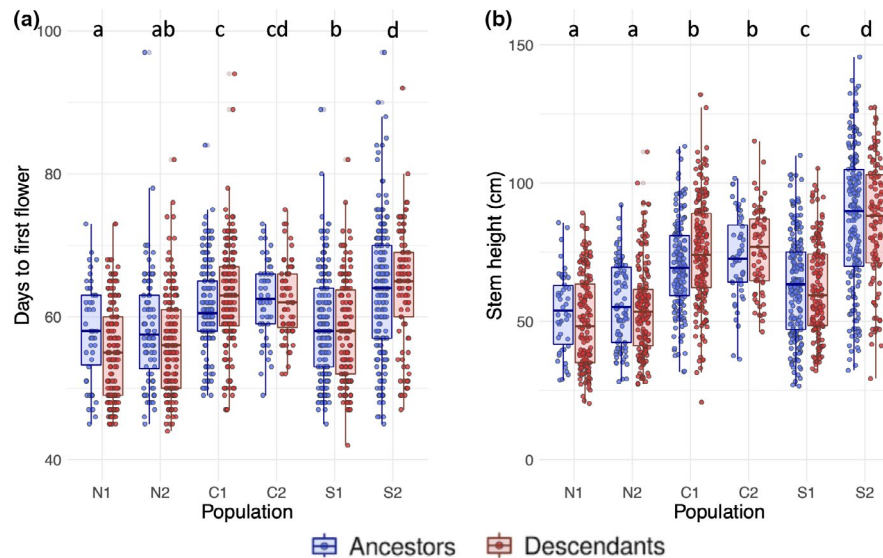 (a)
a ab c cd b d
Days to first flower
100
80
60
40
N1 N2 C1 C2 S1 S2
Population
(b)
a a b b c d
Stem height (cm)
150
100
50
0
N1 N2 C1 C2 S1 S2
Population
Ancestors Descendants